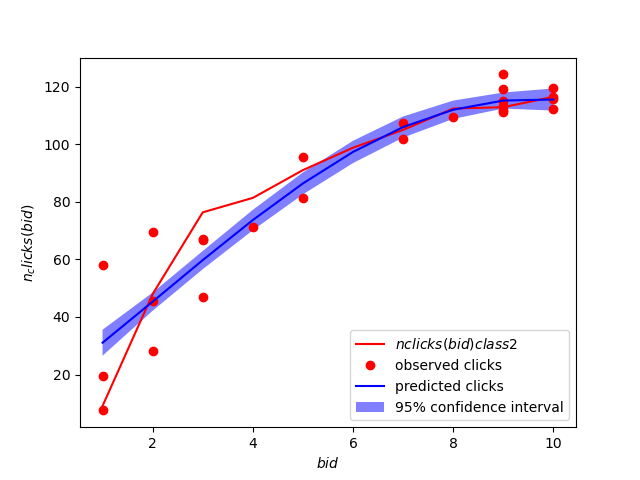 120
100
80
60
40
20
n_clicks(bid)
nclicks(bid)class2
observed clicks
predicted clicks
95% confidence interval
2
4
6
8
10
bid